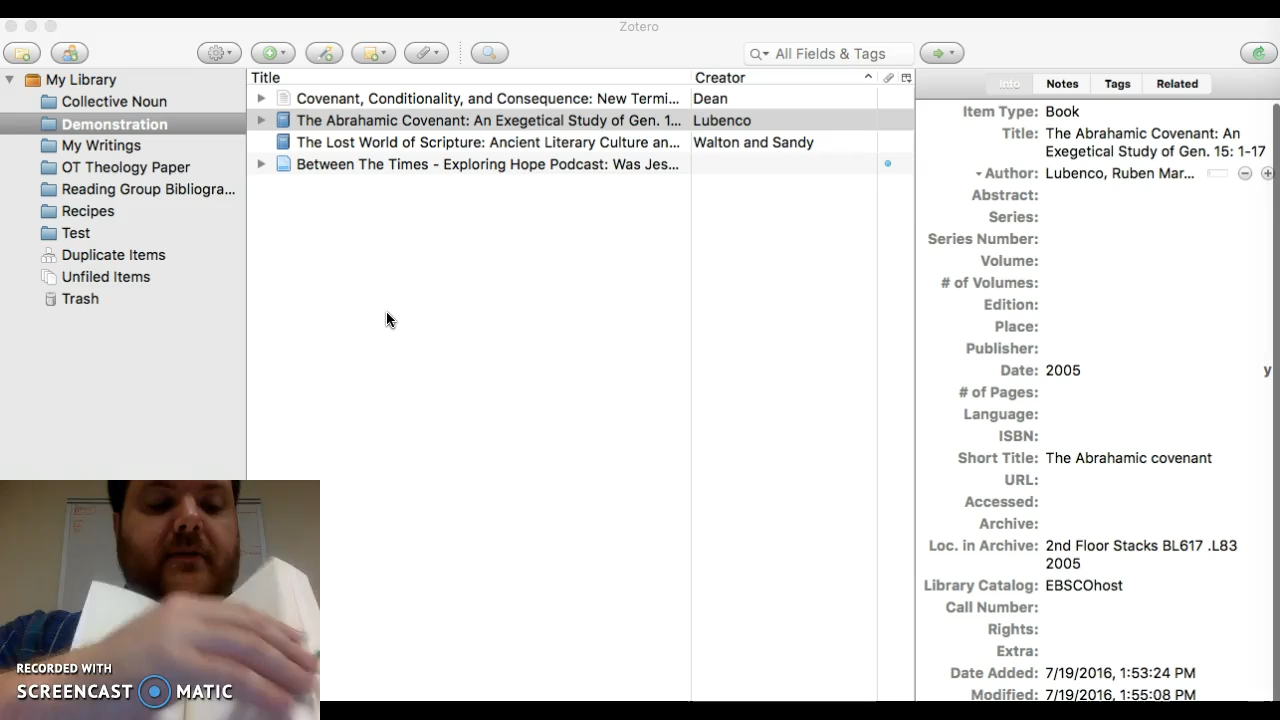 Zotero
All Fields & Tags
My Library
Collective Noun
Demonstration
My Writings
OT Theology Paper
Reading Group Bibliogra...
Recipes
Test
Duplicate Items
Unfiled Items
Trash
Title Creator
Covenant, Conditionality, and Consequence: New Termi... Dean
The Abrahamic Covenant: An Exegetical Study of Gen. 1... Lubenco
The Lost World of Scripture: Ancient Literary Culture an... Walton and Sandy
Between The Times - Exploring Hope Podcast: Was Jes...
Info Notes Tags Related
Item Type: Book
Title: The Abrahamic Covenant: An
Exegetical Study of Gen. 15: 1-17
Author: Lubenco, Ruben Mar...
Abstract:
Series:
Series Number:
Volume:
# of Volumes:
Edition:
Place:
Publisher:
Date: 2005 y
# of Pages:
Language:
ISBN:
Short Title: The Abrahamic covenant
URL:
Accessed:
Archive:
Loc. in Archive: 2nd Floor Stacks BL617 .L83
2005
Library Catalog: EBSCOhost
Call Number:
Rights:
Extra:
Date Added: 7/19/2016, 1:53:24 PM
Modified: 7/19/2016, 1:55:08 PM
RECORDED WITH
SCREENCAST MATIC